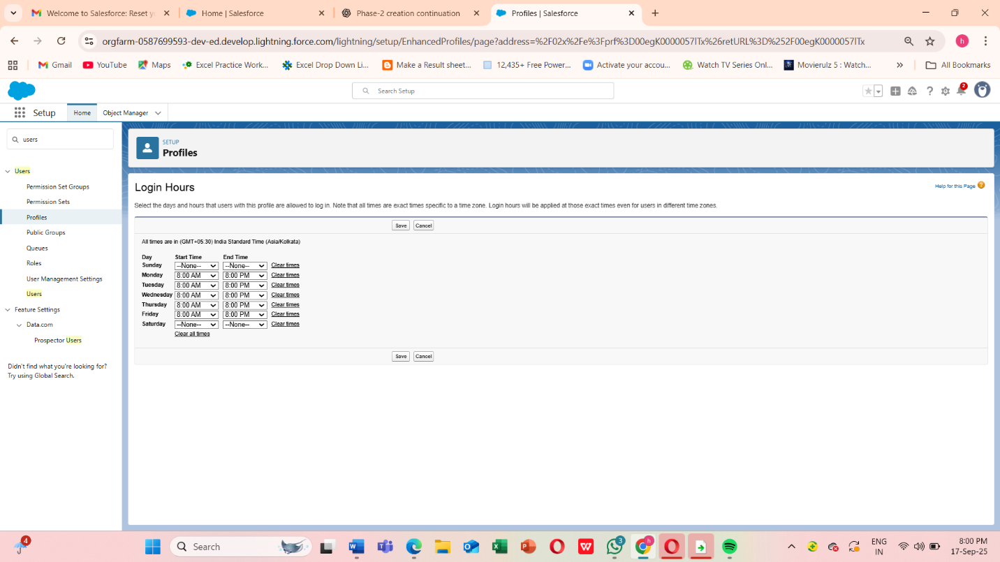 Welcome to Salesforce: Reset y
Home | Salesforce
Phase-2 creation continuation
Profiles | Salesforce
orgfarm-0587699593-dev-ed.develop.lightning.force.com/lightning/setup/EnhancedProfiles/page?address=%2F02x%2Fe%3Fprf%3D00egK0000057lTx%26retURL%3D%252F00egK0000057lTx
h
Gmail
YouTube
Maps
Excel Practice Work...
Excel Drop Down Li...
Make a Result sheet...
12,435+ Free Power...
Activate your accou...
Watch TV Series Onl...
Movierulz 5 : Watch...
»
All Bookmarks
Search Setup
2
Setup
Home
Object Manager
users
Users
Permission Set Groups
Permission Sets
Profiles
Public Groups
Queues
Roles
User Management Settings
Users
Feature Settings
Data.com
Prospector Users
Didn't find what you're looking for?
Try using Global Search.
SETUP
Profiles
Login Hours
Help for this Page ?
Select the days and hours that users with this profile are allowed to log in. Note that all times are exact times specific to a time zone. Login hours will be applied at those exact times even for users in different time zones.
Save Cancel
All times are in (GMT+05:30) India Standard Time (Asia/Kolkata)
Day Start Time End Time
Sunday --None-- --None-- Clear times
Monday 8:00 AM 8:00 PM Clear times
Tuesday 8:00 AM 8:00 PM Clear times
Wednesday 8:00 AM 8:00 PM Clear times
Thursday 8:00 AM 8:00 PM Clear times
Friday 8:00 AM 8:00 PM Clear times
Saturday --None-- --None-- Clear times
Clear all times
Save Cancel
4
Search
3
h
ENG
IN
8:00 PM
17-Sep-25